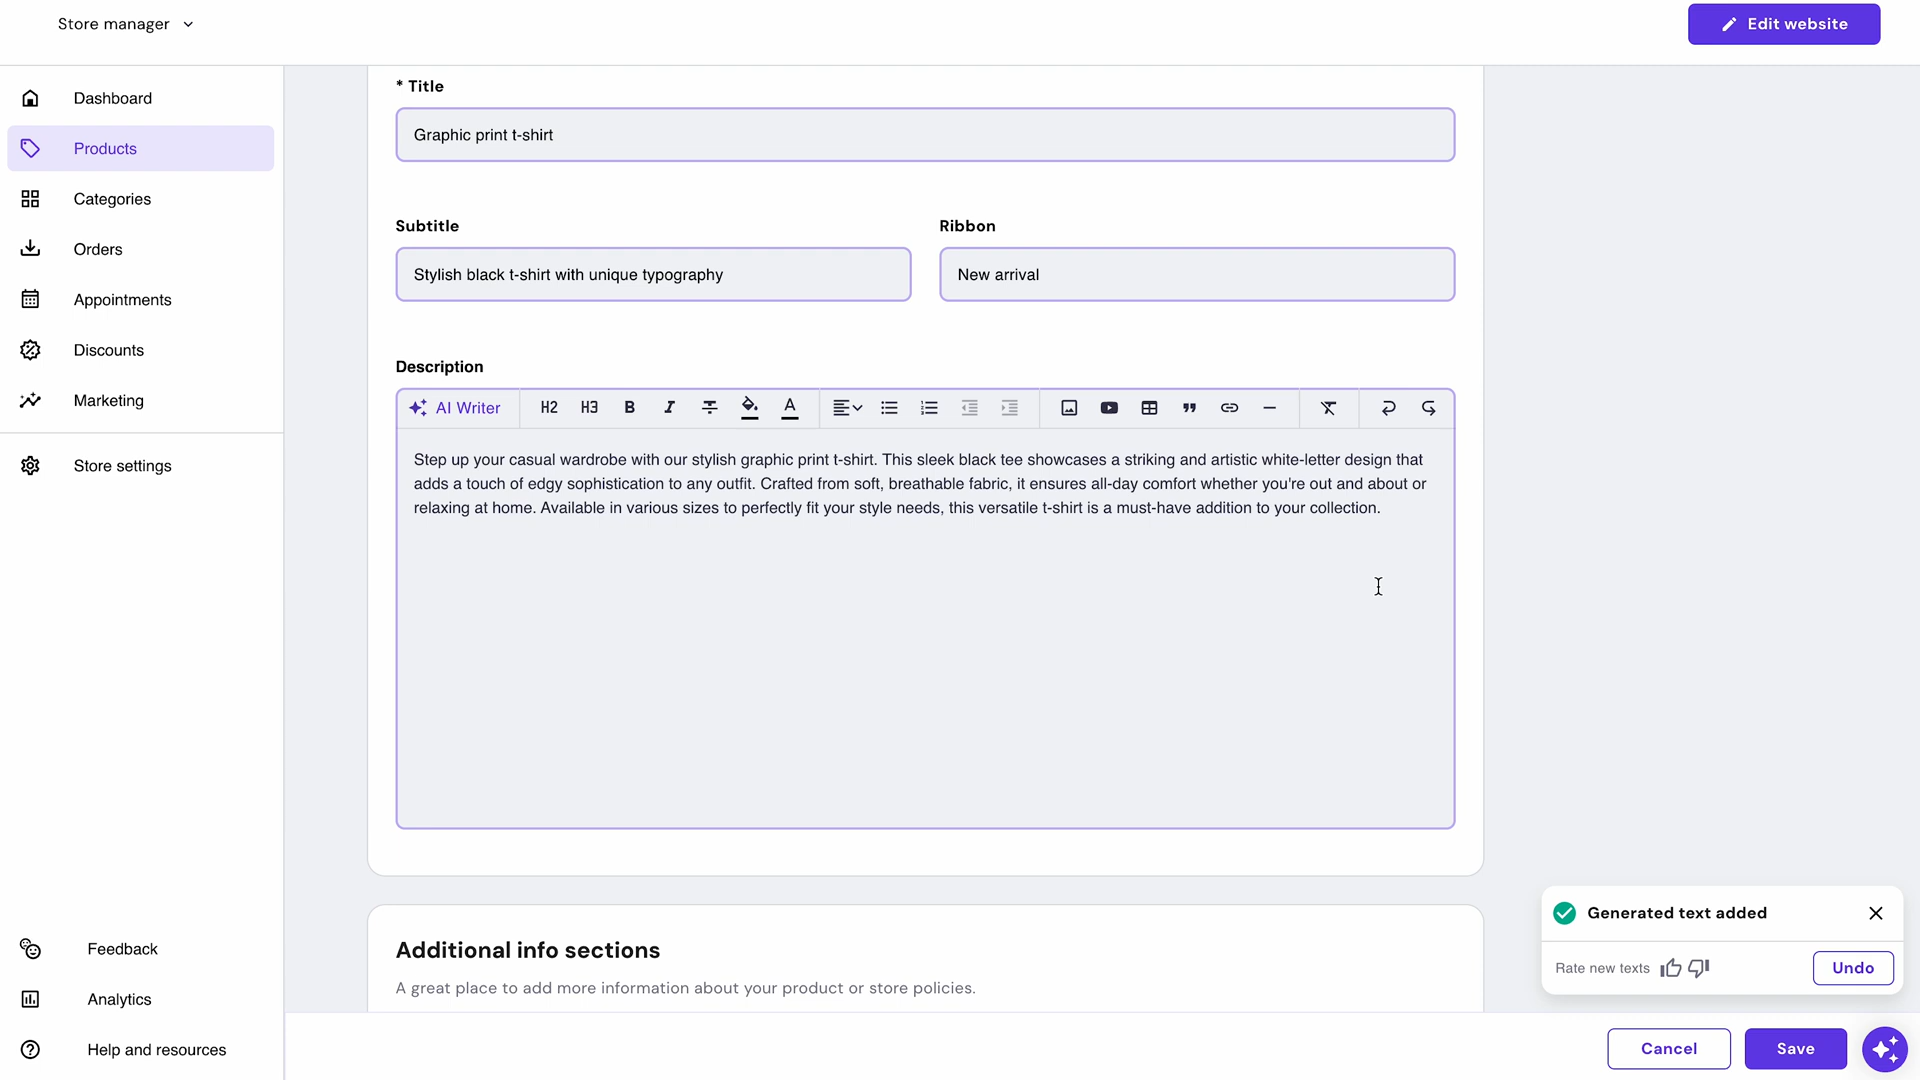 Store manager
Edit website
Dashboard
Products
Categories
Orders
Appointments
Discounts
Marketing
Store settings
Feedback
Analytics
Help and resources
* Title
Graphic print t-shirt
Subtitle
Ribbon
Stylish black t-shirt with unique typography
New arrival
Description
AI Writer H2 H3 B I A
Step up your casual wardrobe with our stylish graphic print t-shirt. This sleek black tee showcases a striking and artistic white-letter design that
adds a touch of edgy sophistication to any outfit. Crafted from soft, breathable fabric, it ensures all-day comfort whether you're out and about or
relaxing at home. Available in various sizes to perfectly fit your style needs, this versatile t-shirt is a must-have addition to your collection.
Additional info sections
A great place to add more information about your product or store policies.
Generated text added
Rate new texts
Undo
Cancel
Save